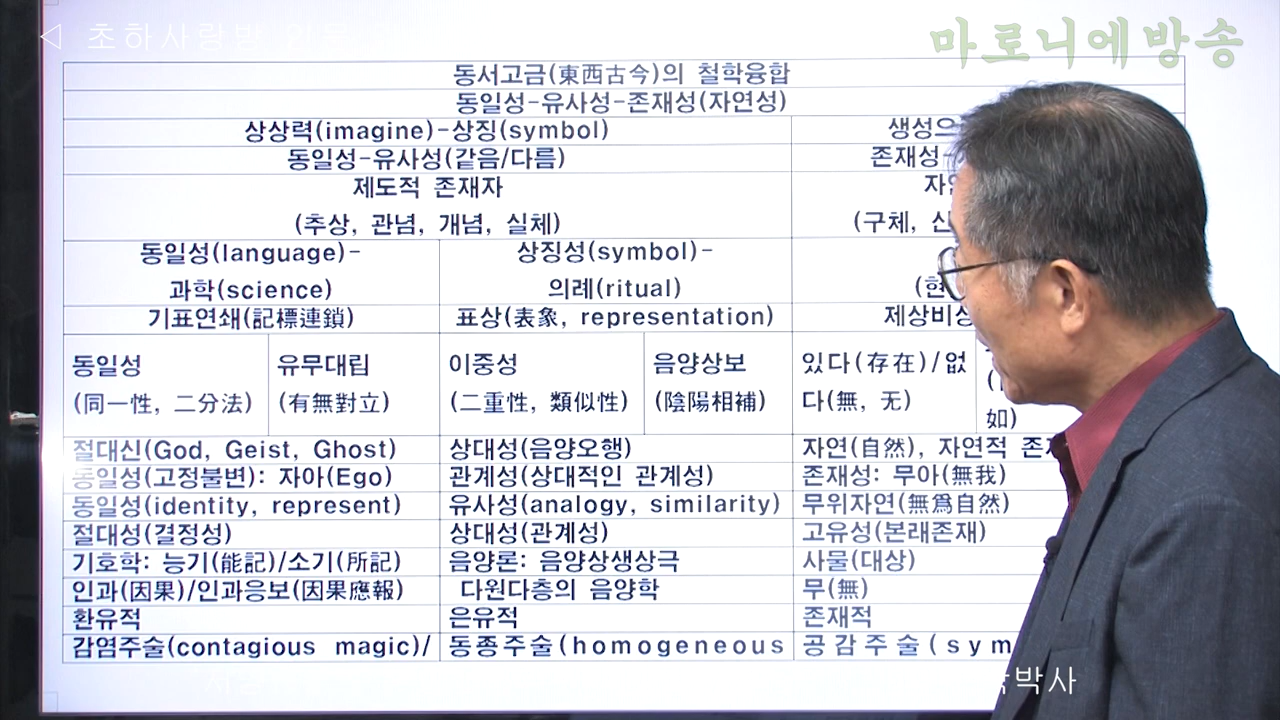 ◁ 초하사랑방 인문
마로니에방송
동서고금(東西古今)의 철학융합
동일성-유사성-존재성(자연성)
상상력(imagine)-상징(symbol)
생성으
동일성-유사성(같음/다름)
존재성-
제도적 존재자
(추상, 관념, 개념, 실체)
(구체, 신
동일성(language)-
과학(science)
상징성(symbol)-
의례(ritual)
(현
기표연쇄(記標連鎖)
표상(表象, representation)
제상비상
동일성
(同一性, 二分法)
유무대립
(有無對立)
이중성
(二重性, 類似性)
음양상보
(陰陽相補)
있다(存在)/없
다(無, 无)
如)
절대신(God, Geist, Ghost)
상대성(음양오행)
자연(自然), 자연적 존
동일성(고정불변): 자아(Ego)
관계성(상대적인 관계성)
존재성: 무아(無我)
동일성(identity, represent)
유사성(analogy, similarity)
무위자연(無爲自然)
절대성(결정성)
상대성(관계성)
고유성(본래존재)
기호학: 능기(能記)/소기(所記)
음양론: 음양상생상극
사물(대상)
인과(因果)/인과응보(因果應報)
다원다층의 음양학
무(無)
환유적
은유적
존재적
감염주술(contagious magic)/
동종주술(homogeneous
공감주술(sym
박사